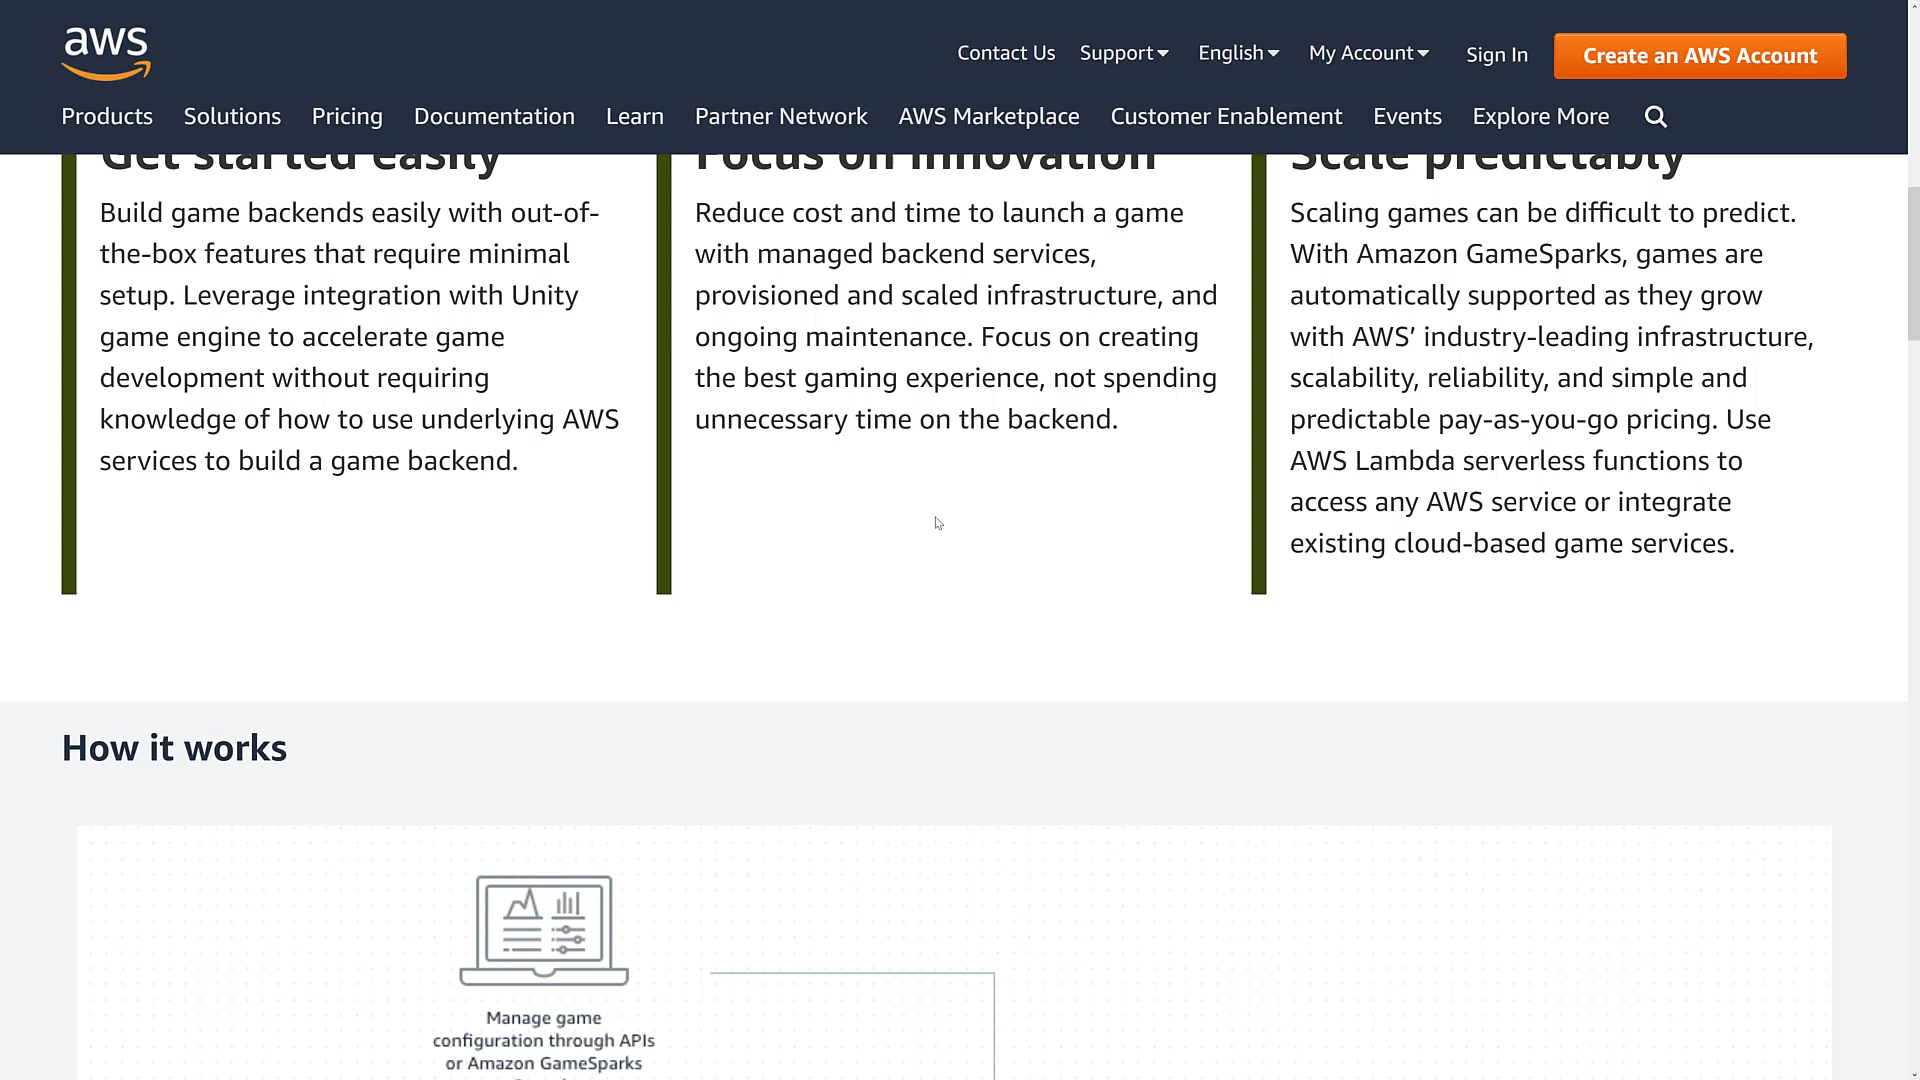 aws
Contact Us Support English My Account Sign In Create an AWS Account
Products Solutions Pricing Documentation Learn Partner Network AWS Marketplace Customer Enablement Events Explore More
Get started easily
Build game backends easily with out-of-
the-box features that require minimal
setup. Leverage integration with Unity
game engine to accelerate game
development without requiring
knowledge of how to use underlying AWS
services to build a game backend.
Focus on innovation
Reduce cost and time to launch a game
with managed backend services,
provisioned and scaled infrastructure, and
ongoing maintenance. Focus on creating
the best gaming experience, not spending
unnecessary time on the backend.
Scale predictably
Scaling games can be difficult to predict.
With Amazon GameSparks, games are
automatically supported as they grow
with AWS’ industry-leading infrastructure,
scalability, reliability, and simple and
predictable pay-as-you-go pricing. Use
AWS Lambda serverless functions to
access any AWS service or integrate
existing cloud-based game services.
How it works
Manage game
configuration through APIs
or Amazon GameSparks